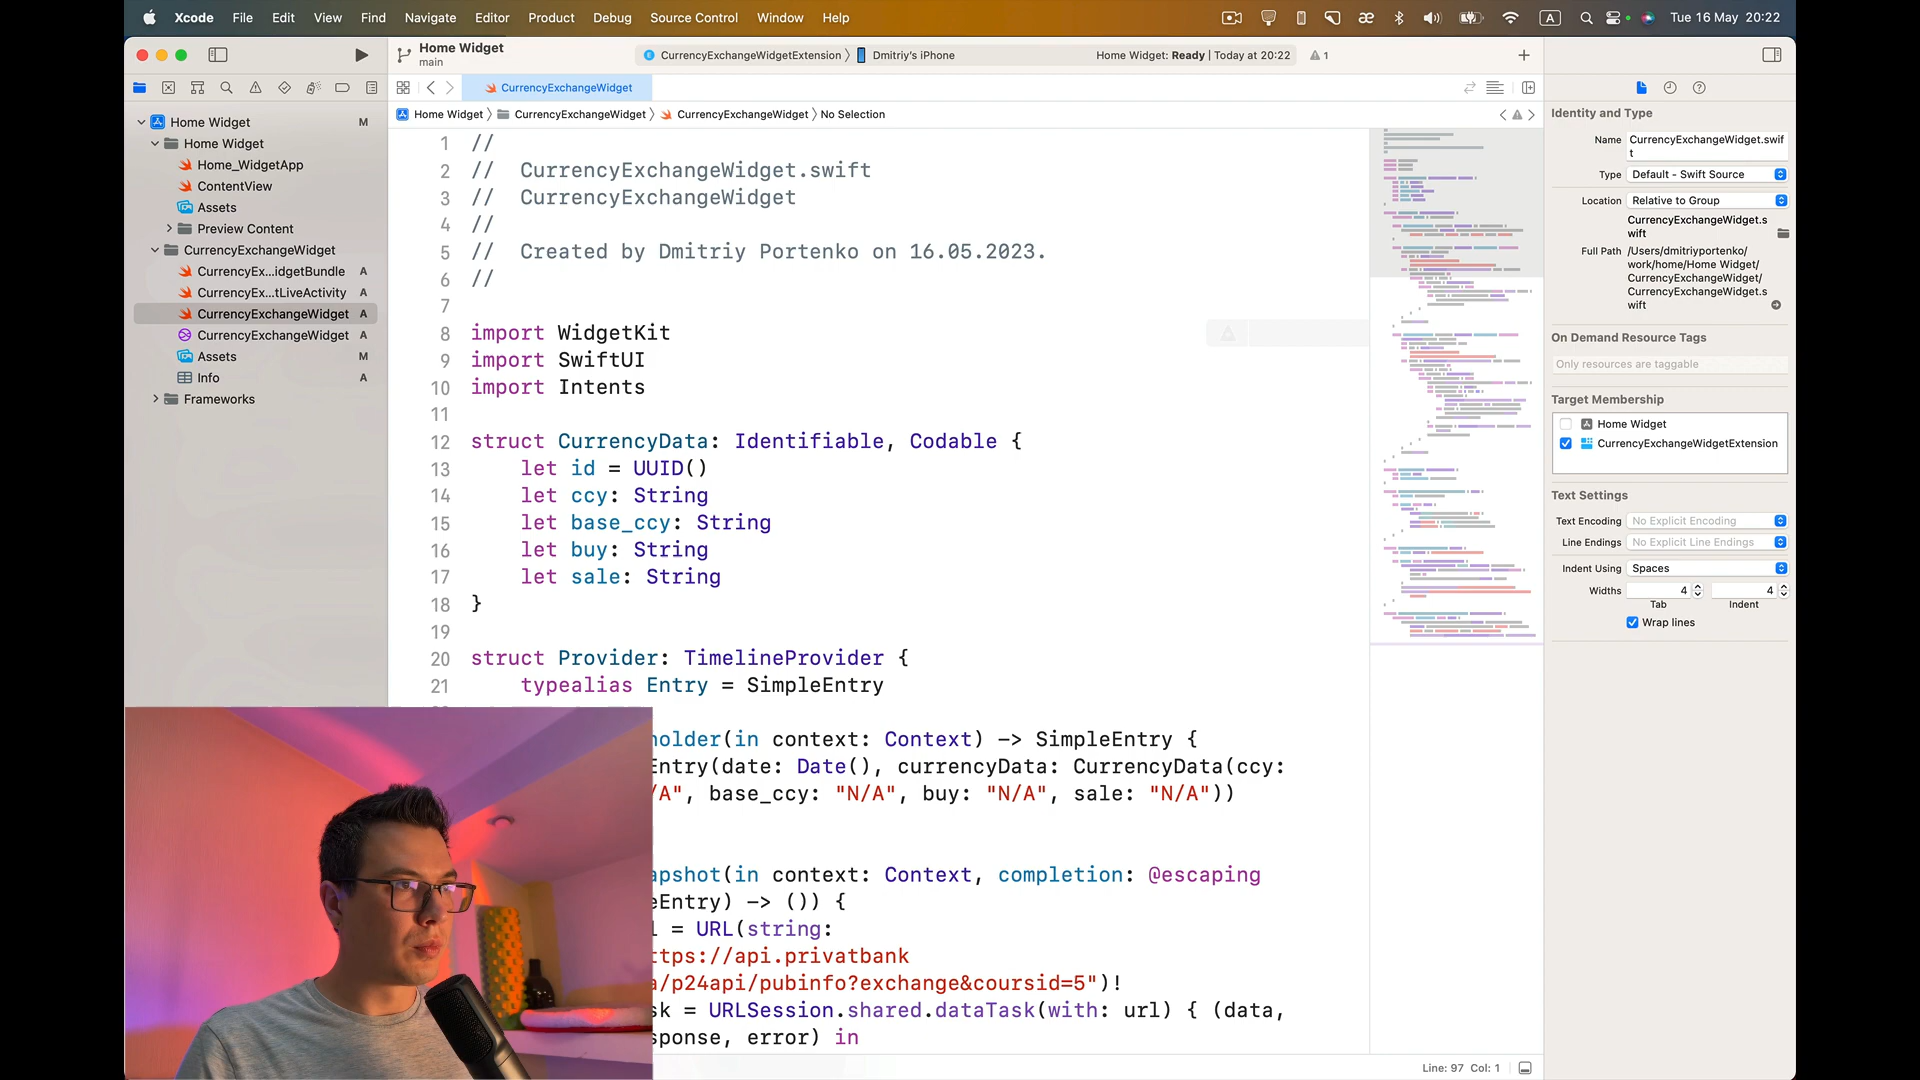 Xcode File Edit View Find Navigate Editor Product Debug Source Control Window Help
A Tue 16 May 20:22
Home Widget
main
CurrencyExchangeWidgetExtension Dmitriy's iPhone
Home Widget: Ready | Today at 20:22
1
CurrencyExchangeWidget
Home Widget CurrencyExchangeWidget CurrencyExchangeWidget No Selection
Home Widget M
Home Widget
Home_WidgetApp
ContentView
Assets
Preview Content
CurrencyExchangeWidget
CurrencyEx...idgetBundle A
CurrencyEx...tLiveActivity A
CurrencyExchangeWidget A
CurrencyExchangeWidget A
Assets M
Info A
Frameworks
1 //
2 //  CurrencyExchangeWidget.swift
3 //  CurrencyExchangeWidget
4 //
5 //  Created by Dmitriy Portenko on 16.05.2023.
6 //
7
8 import WidgetKit
9 import SwiftUI
10 import Intents
11
12 struct CurrencyData: Identifiable, Codable {
13     let id = UUID()
14     let ccy: String
15     let base_ccy: String
16     let buy: String
17     let sale: String
18 }
19
20 struct Provider: TimelineProvider {
21     typealias Entry = SimpleEntry
holder(in context: Context) -> SimpleEntry {
Entry(date: Date(), currencyData: CurrencyData(ccy:
/A", base_ccy: "N/A", buy: "N/A", sale: "N/A"))
apshot(in context: Context, completion: @escaping
eEntry) -> ()) {
l = URL(string:
ttps://api.privatbank
a/p24api/pubinfo?exchange&coursid=5")!
sk = URLSession.shared.dataTask(with: url) { (data,
sponse, error) in
Line: 97 Col: 1
Identity and Type
Name CurrencyExchangeWidget.swif
t
Type Default - Swift Source
Location Relative to Group
CurrencyExchangeWidget.s
wift
Full Path /Users/dmitriyportenko/
work/home/Home Widget/
CurrencyExchangeWidget/
CurrencyExchangeWidget.s
wift
On Demand Resource Tags
Only resources are taggable
Target Membership
Home Widget
CurrencyExchangeWidgetExtension
Text Settings
Text Encoding No Explicit Encoding
Line Endings No Explicit Line Endings
Indent Using Spaces
Widths 4 4
Tab Indent
Wrap lines